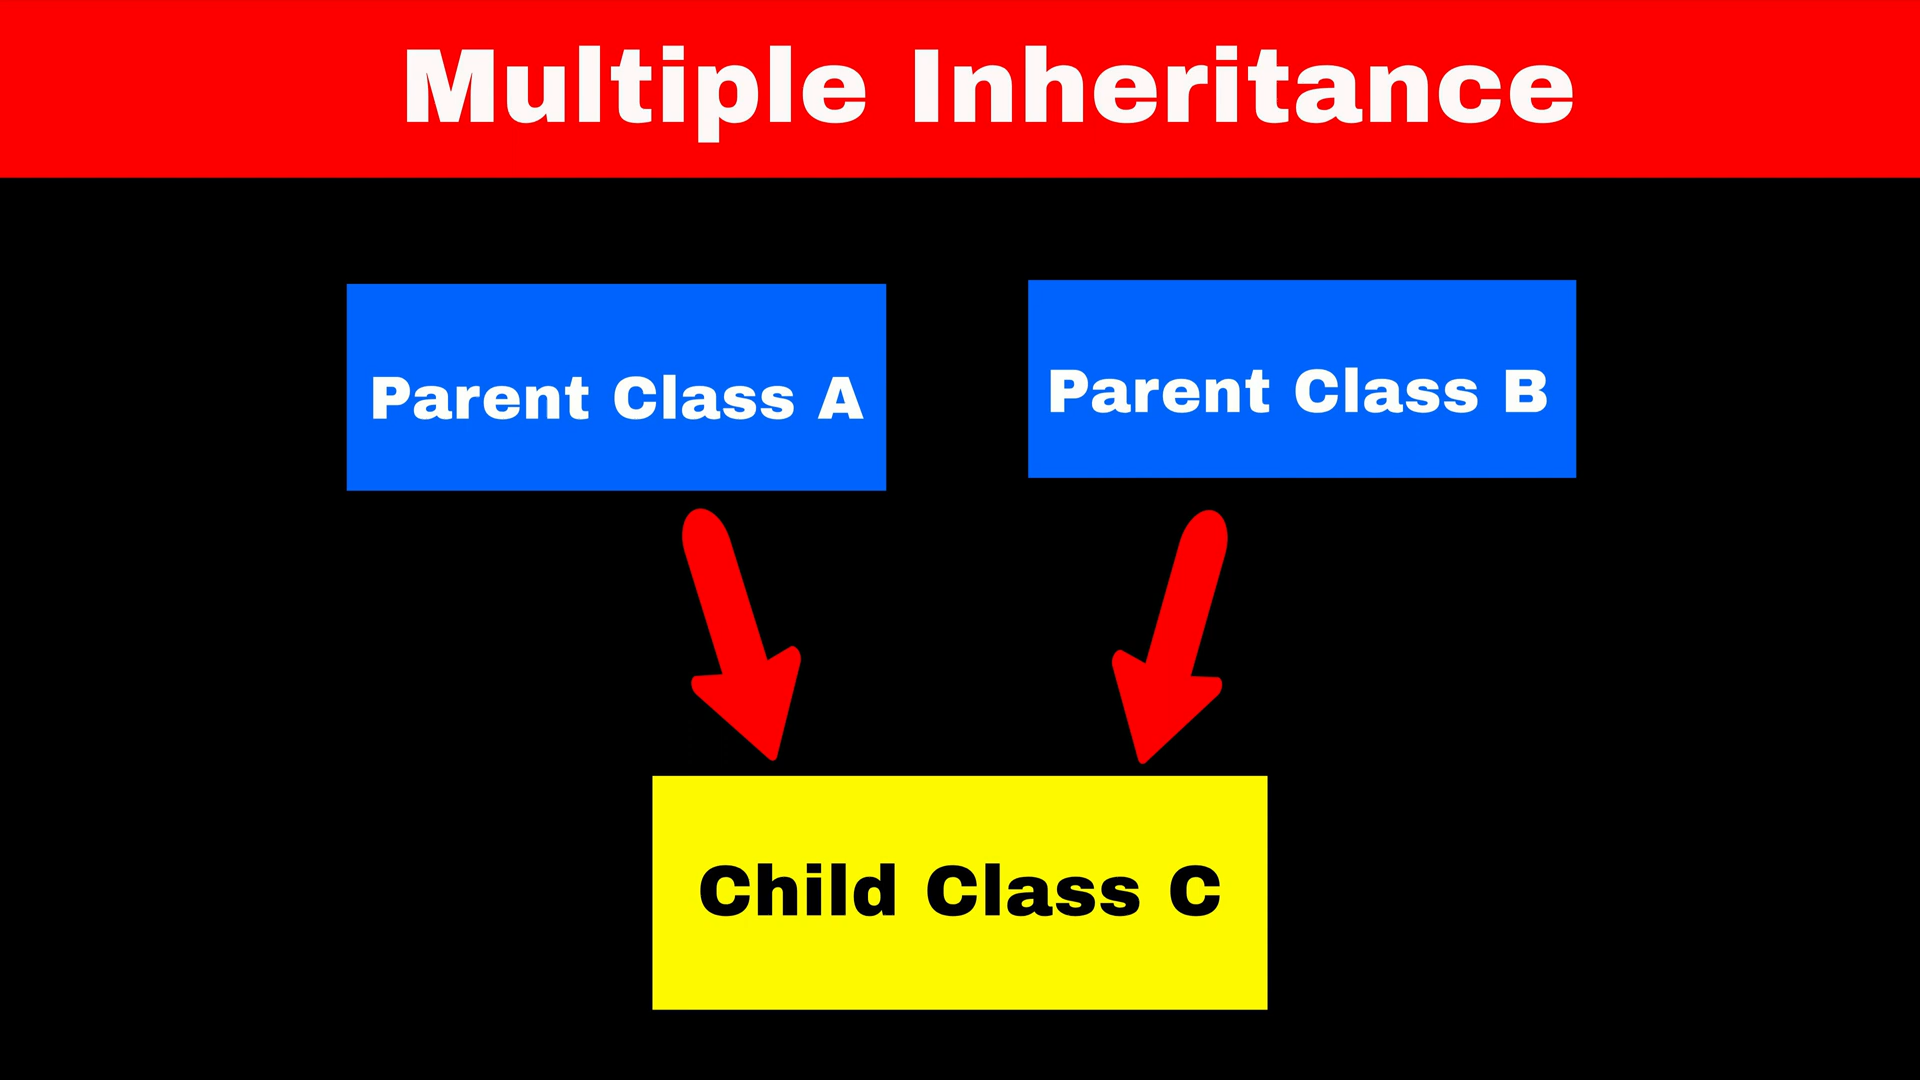 Multiple Inheritance
Parent Class A
Parent Class B
Child Class C